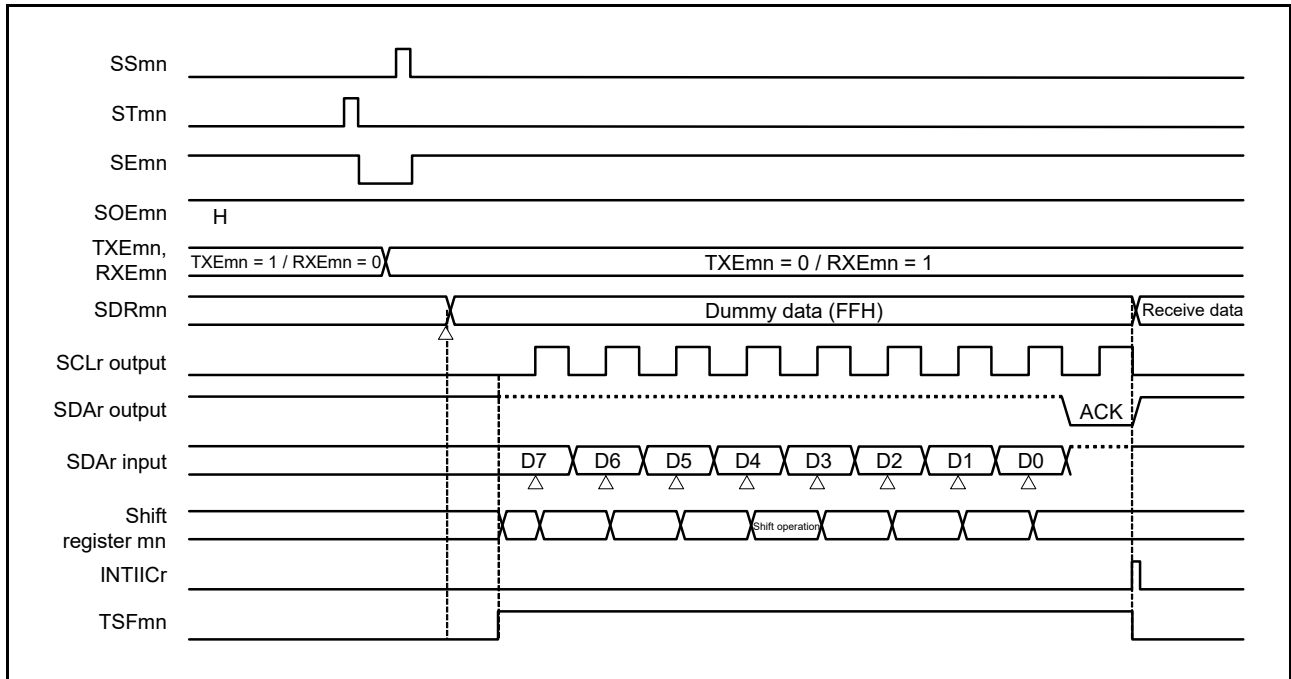 SSmn
STmn
SEmn
SOEmn H
TXEmn,
RXEmn
TXEmn = 1 / RXEmn = 0 TXEmn = 0 / RXEmn = 1
SDRmn Dummy data (FFH) Receive data
SCLr output
SDAr output ACK
SDAr input D7 D6 D5 D4 D3 D2 D1 D0
Shift
register mn
Shift operation
INTIICr
TSFmn